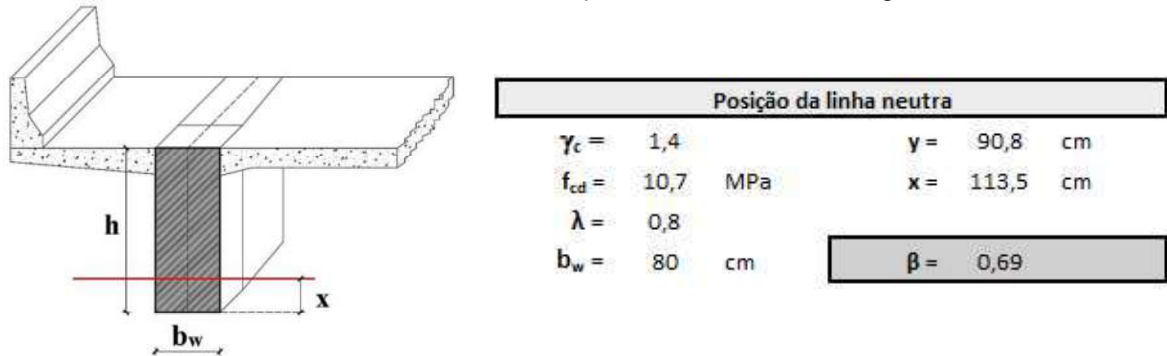 h
x
bw
Posição da linha neutra
γc = 1,4 y = 90,8 cm
fcd = 10,7 MPa x = 113,5 cm
λ = 0,8
bw = 80 cm β = 0,69